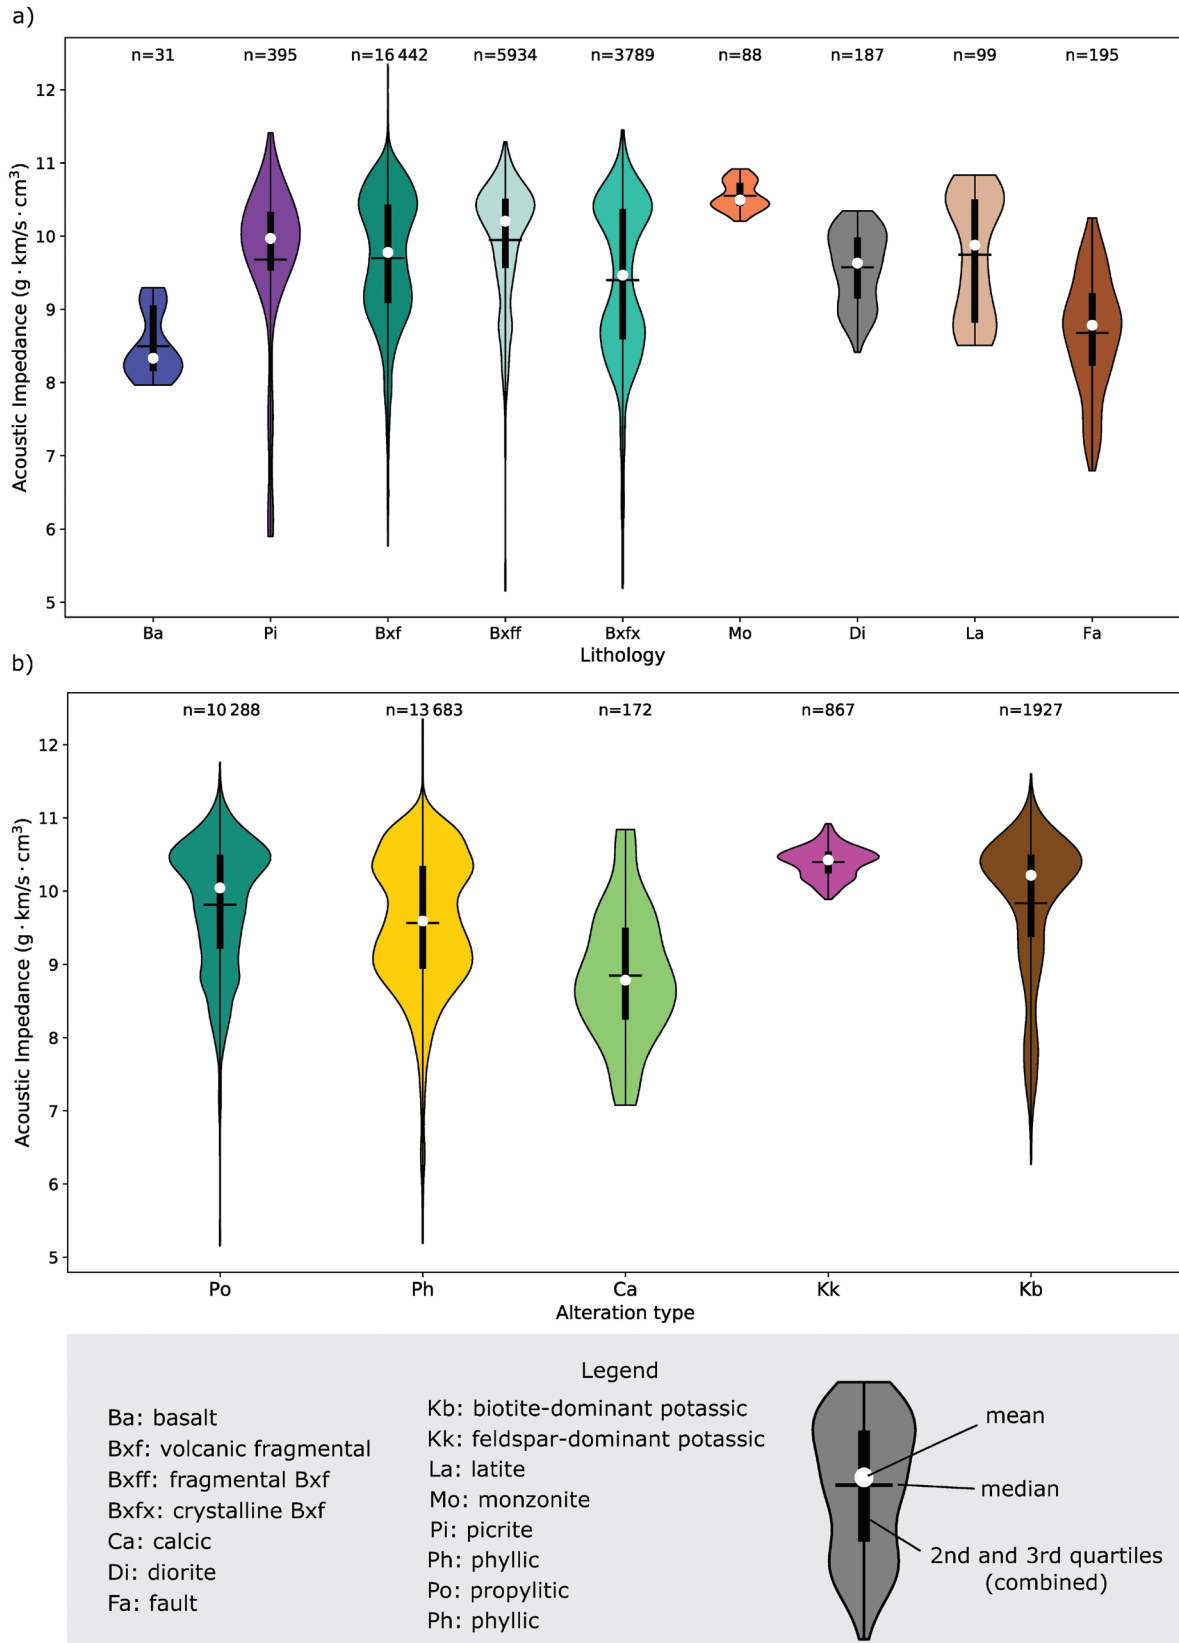 a)
n=31 n=395 n=16 442 n=5934 n=3789 n=88 n=187 n=99 n=195
12
11
10
9
8
7
6
5
Acoustic Impedance (g · km/s · cm³)
Ba Pi Bxf Bxff Bxfx Mo Di La Fa
Lithology
b)
n=10 288 n=13 683 n=172 n=867 n=1927
12
11
10
9
8
7
6
5
Acoustic Impedance (g · km/s · cm³)
Po Ph Ca Kk Kb
Alteration type
Legend
Ba: basalt
Bxf: volcanic fragmental
Bxff: fragmental Bxf
Bxfx: crystalline Bxf
Ca: calcic
Di: diorite
Fa: fault
Kb: biotite-dominant potassic
Kk: feldspar-dominant potassic
La: latite
Mo: monzonite
Pi: picrite
Ph: phyllic
Po: propylitic
Ph: phyllic
mean
median
2nd and 3rd quartiles
(combined)